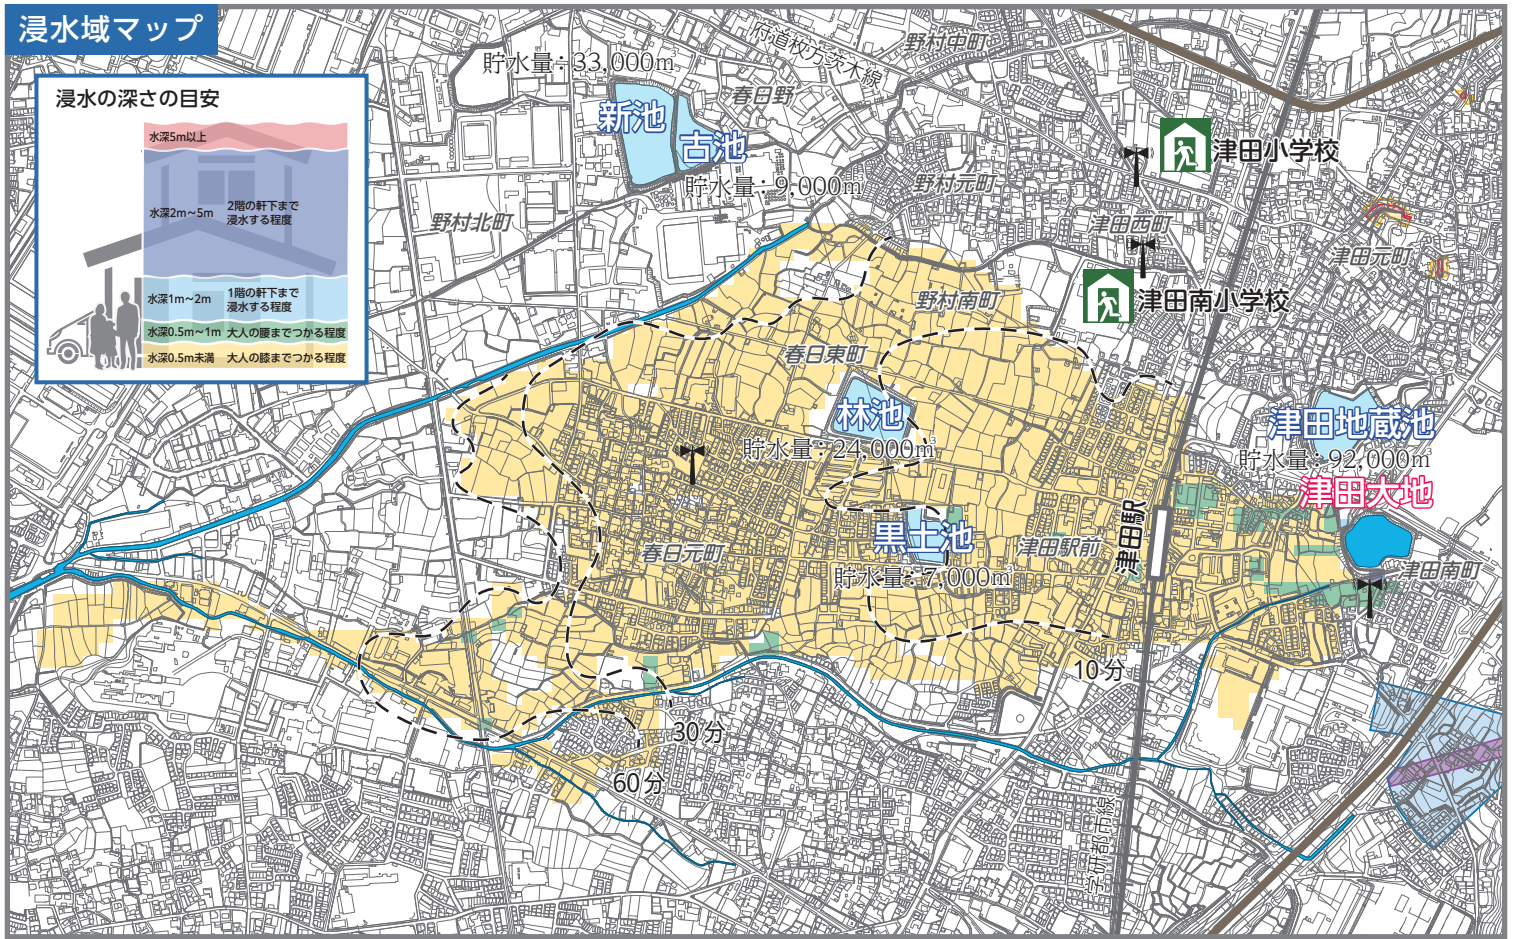 浸水域マップ
浸水の深さの目安
水深5m以上
水深2m～5m 2階の軒下まで
浸水する程度
水深1m～2m 1階の軒下まで
浸水する程度
水深0.5m～1m 大人の腰までつかる程度
水深0.5m未満 大人の膝までつかる程度
府道枚方茨木線
野村中町
貯水量：33,000m³
春日野
新池
古池
津田小学校
貯水量：9,000m³
野村元町
野村北町
津田西町
津田元町
野村南町
津田南小学校
春日東町
林池
津田地蔵池
貯水量：24,000m³
貯水量：92,000m³
津田大地
津田駅
黒土池
津田駅前
春日元町
貯水量：7,000m³
津田南町
10分
30分
60分
学研都市線